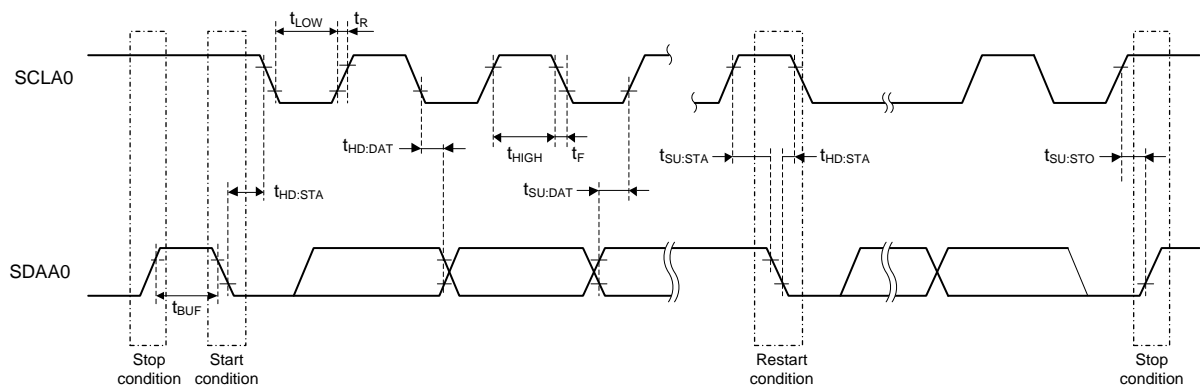 tLOW
tR
SCLA0
tHD:DAT
tHIGH
tF
tSU:STA
tHD:STA
tSU:STO
tHD:STA
tSU:DAT
SDAA0
tBUF
Stop
condition
Start
condition
Restart
condition
Stop
condition